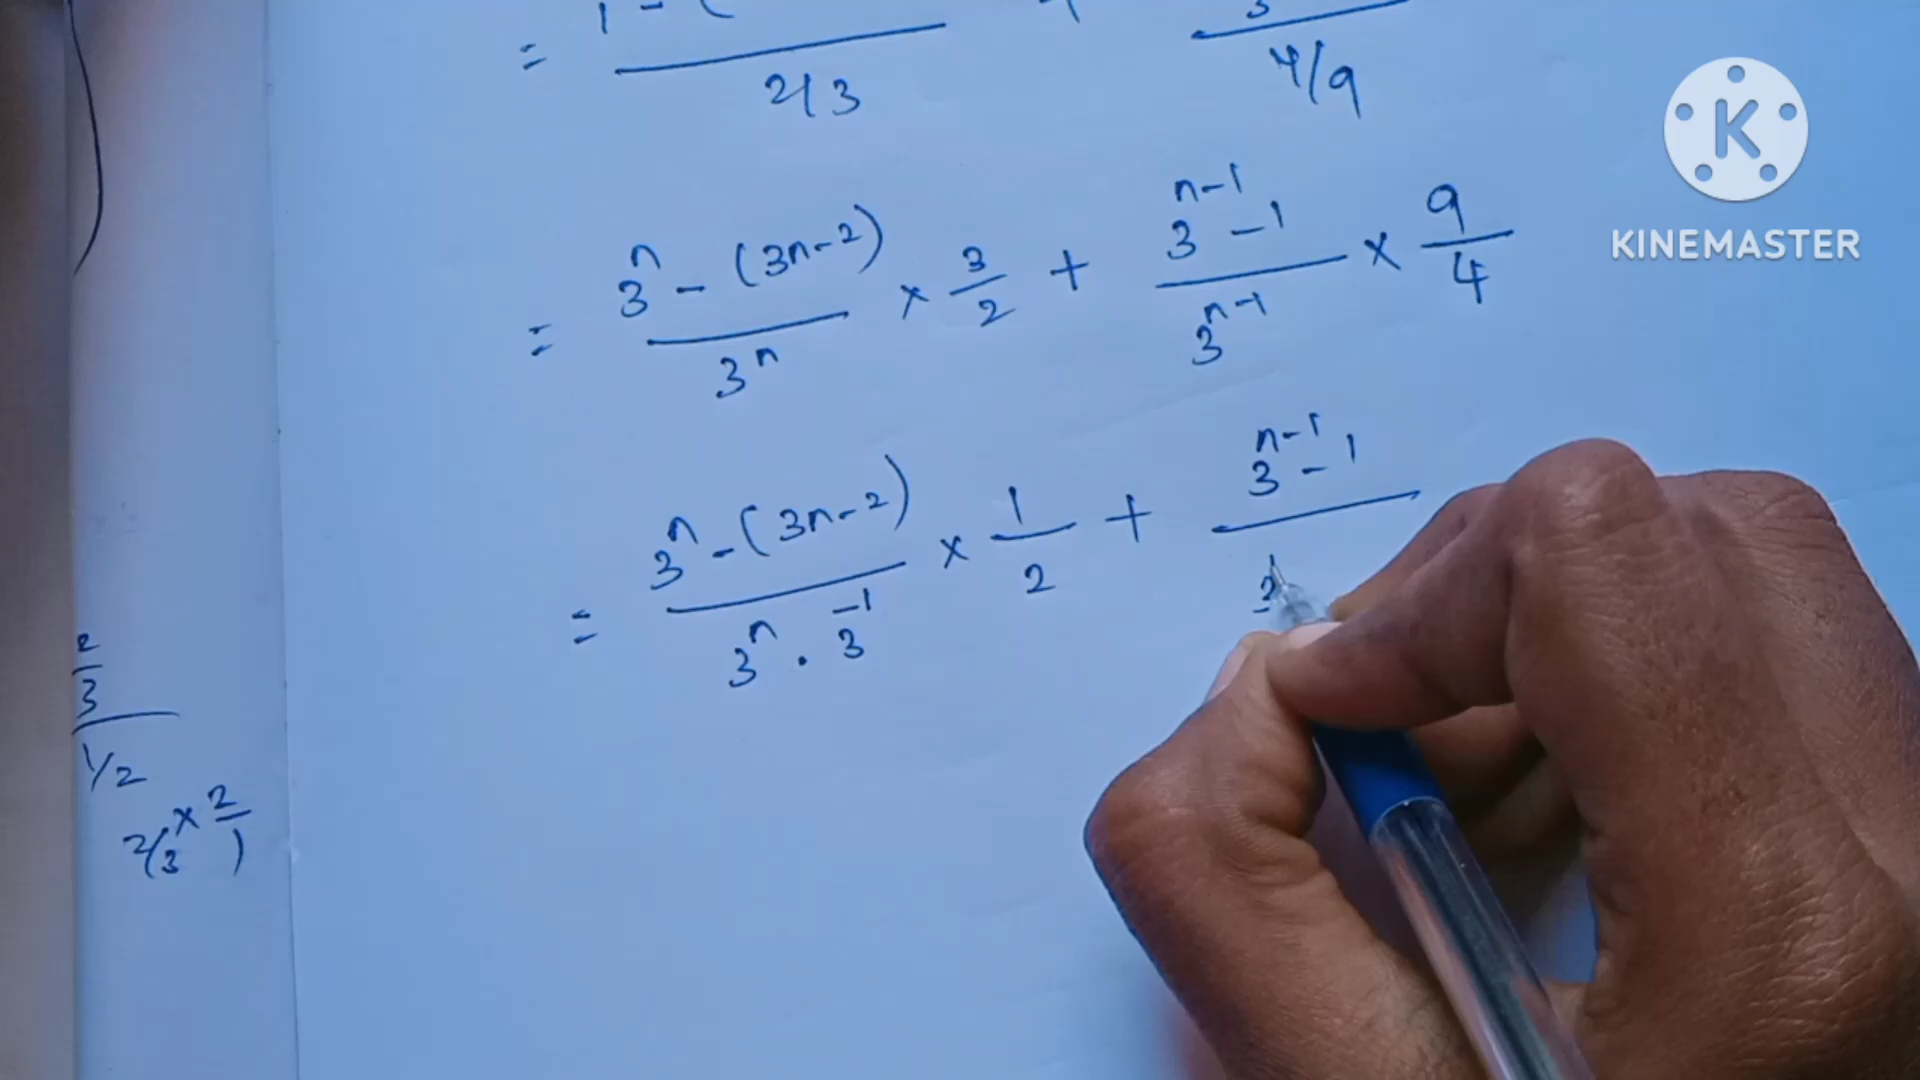 = 1 - ( / 2/3   3 / 4/9
KINEMASTER
= 3^n - (3n-2) / 3^n × 3/2 + 3^(n-1) - 1 / 3^(n-1) × 9/4
= 3^n - (3n-2) / 3^n . 3^-1 × 1/2 + 3^(n-1) - 1
2/3
1/2
2/3 × 2/1